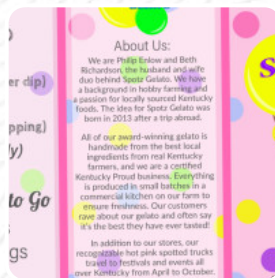 About Us:
We are Philip Enlow and Beth
Richardson, the husband and wife
duo behind Spotz Gelato. We have
a background in hobby farming and
a passion for locally sourced Kentucky
foods. The idea for Spotz Gelato was
born in 2013 after a trip abroad.
All of our award-winning gelato is
handmade from the best local
ingredients from real Kentucky
farmers, and we are a certified
Kentucky Proud business. Everything
is produced in small batches in a
commercial kitchen on our farm to
ensure freshness. Our customers
rave about our gelato and often say
it's the best they have ever tasted!
In addition to our stores, our
recognizable hot pink spotted trucks
travel to festivals and events all
over Kentucky from April to October.
er dip)
pping)
ly)
to Go
gs
S